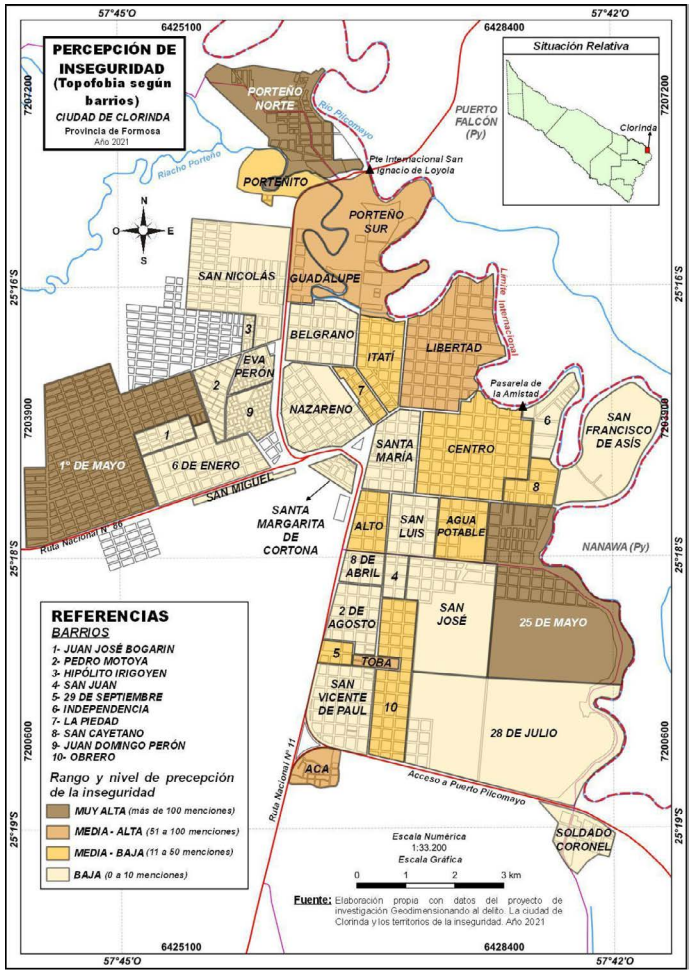 57°45'O
57°42'O
6425100
6428400
PERCEPCIÓN DE
INSEGURIDAD
(Topofobia según
barrios)
CIUDAD DE CLORINDA
Provincia de Formosa
Año 2021
Situación Relativa
Clorinda
7207200
7207200
PORTEÑO
NORTE
Río Pilcomayo
PUERTO
FALCÓN (Py)
Riacho Porteño
PORTEÑITO
Pte Internacional San
Ignacio de Loyola
N
O
E
S
PORTEÑO
SUR
SAN NICOLÁS
GUADALUPE
25°16'S
25°16'S
Límite internacional
3
BELGRANO
ITATÍ
LIBERTAD
EVA
PERÓN
2
7
Pasarela de
la Amistad
7203900
7203900
9
NAZARENO
6
SAN
FRANCISCO
DE ASÍS
1
SANTA
MARÍA
CENTRO
1º DE MAYO
6 DE ENERO
SAN MIGUEL
8
SANTA
MARGARITA
DE
CORTONA
ALTO
SAN
LUIS
AGUA
POTABLE
Ruta Nacional N° 86
NANAWA (Py)
25°18'S
25°18'S
8 DE
ABRIL
4
2 DE
AGOSTO
SAN
JOSÉ
25 DE MAYO
5
TOBA
SAN
VICENTE
DE PAUL
10
28 DE JULIO
7200600
7200600
ACA
Ruta Nacional N° 11
Acceso a Puerto Pilcomayo
SOLDADO
CORONEL
25°19'S
25°19'S
REFERENCIAS
BARRIOS
1- JUAN JOSÉ BOGARIN
2- PEDRO MOTOYA
3- HIPÓLITO IRIGOYEN
4- SAN JUAN
5- 29 DE SEPTIEMBRE
6- INDEPENDENCIA
7- LA PIEDAD
8- SAN CAYETANO
9- JUAN DOMINGO PERÓN
10- OBRERO
Rango y nivel de precepción
de la inseguridad
MUY ALTA (más de 100 menciones)
MEDIA - ALTA (51 a 100 menciones)
MEDIA - BAJA (11 a 50 menciones)
BAJA (0 a 10 menciones)
Escala Numérica
1:33.200
Escala Gráfica
0 1 2 3 km
Fuente: Elaboración propia con datos del proyecto de
investigación Geodimensionando al delito. La ciudad de
Clorinda y los territorios de la inseguridad. Año 2021
6425100
6428400
57°45'O
57°42'O